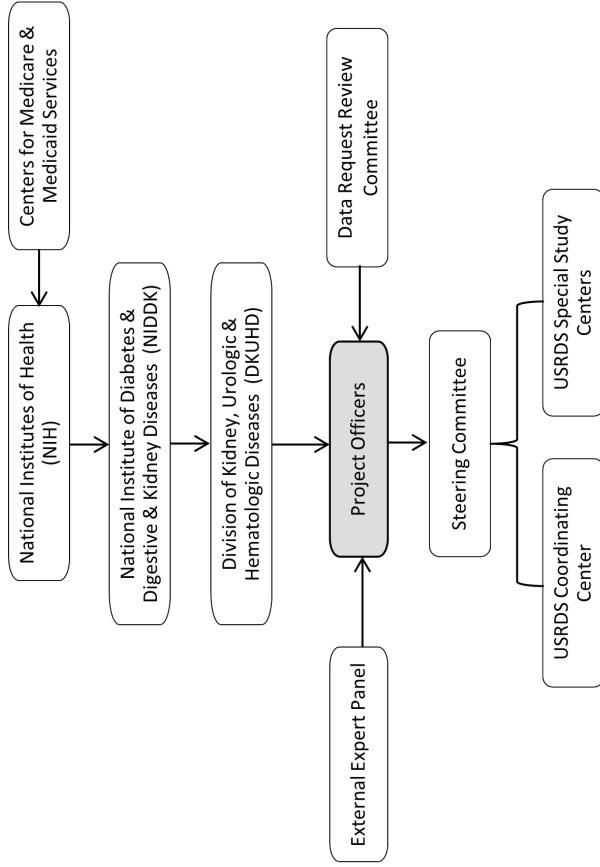 Centers for Medicare &
Medicaid Services
National Institutes of Health
(NIH)
National Institute of Diabetes &
Digestive & Kidney Diseases (NIDDK)
Division of Kidney, Urologic &
Hematologic Diseases (DKUHD)
External Expert Panel
Project Officers
Data Request Review
Committee
Steering Committee
USRDS Coordinating
Center
USRDS Special Study
Centers